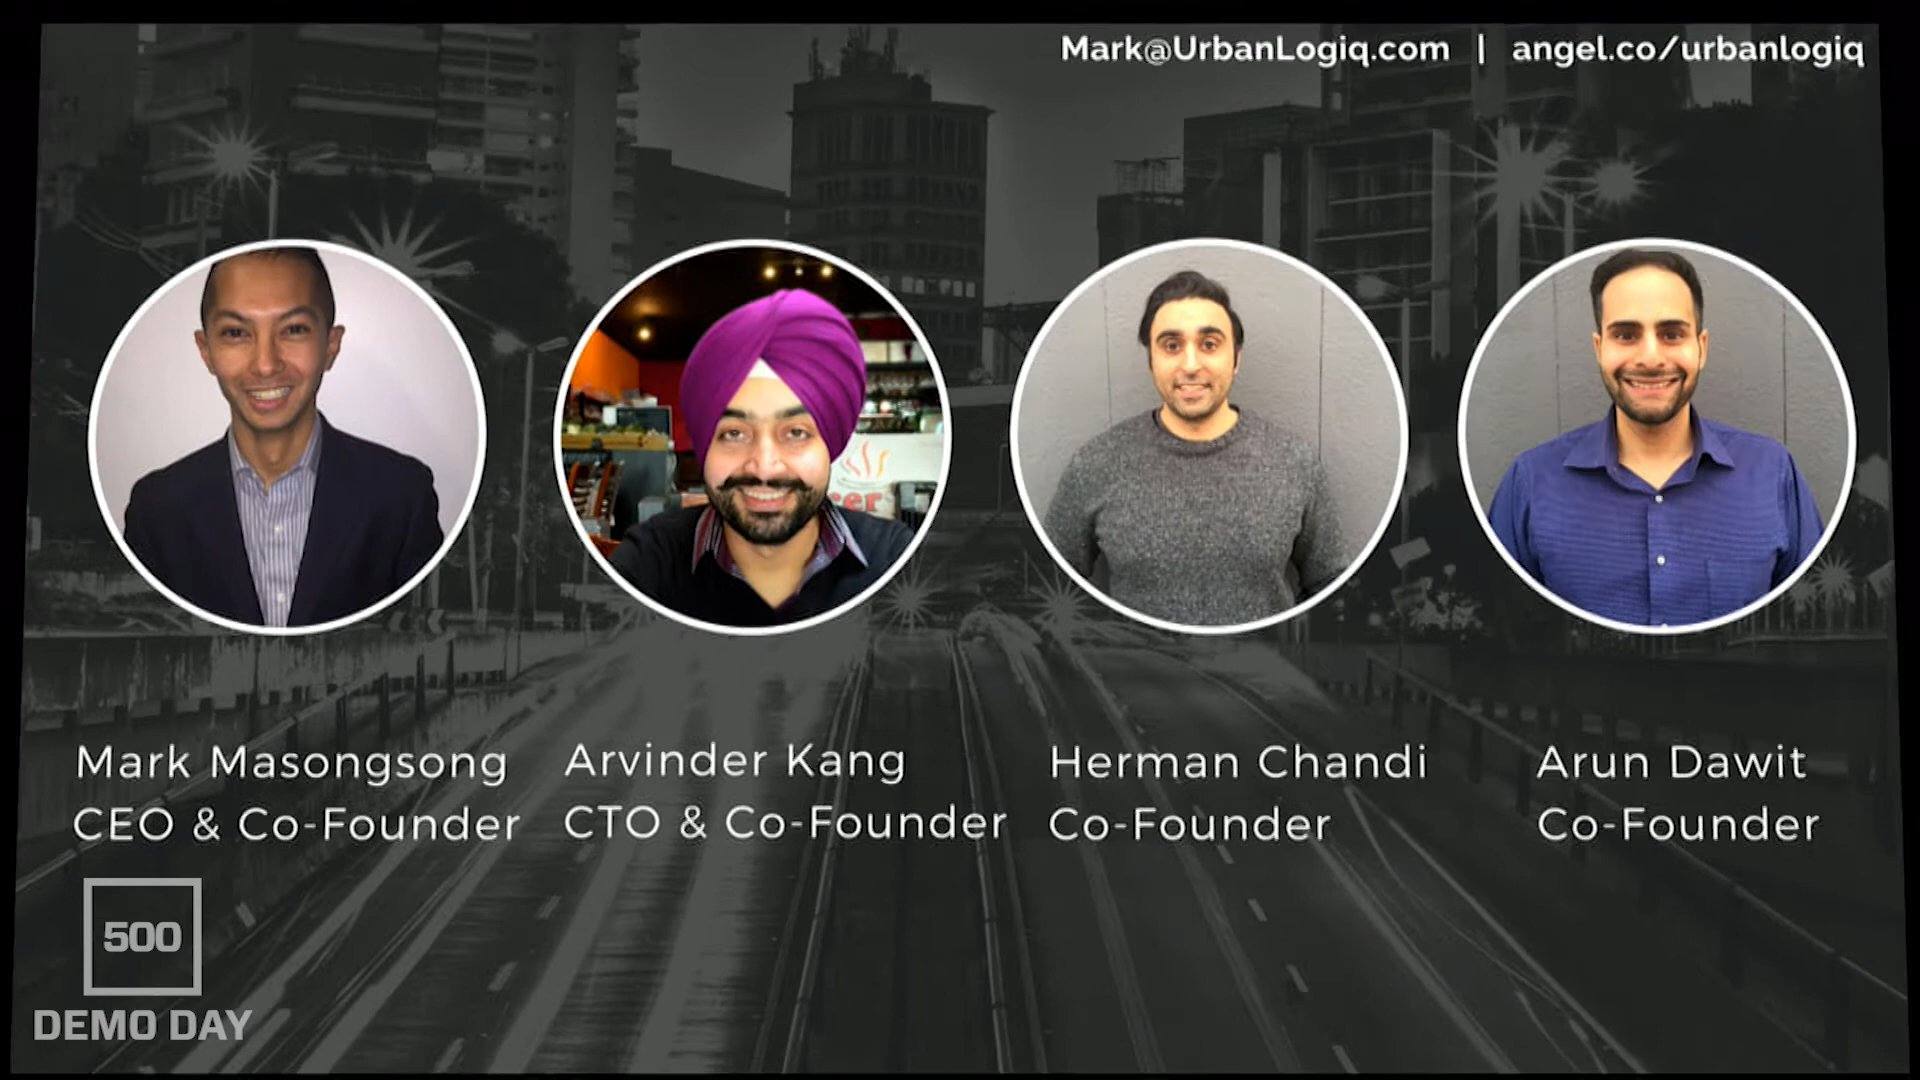 Mark@UrbanLogiq.com | angel.co/urbanlogiq
cer
Mark Masongsong
CEO & Co-Founder
Arvinder Kang
CTO & Co-Founder
Herman Chandi
Co-Founder
Arun Dawit
Co-Founder
500
DEMO DAY